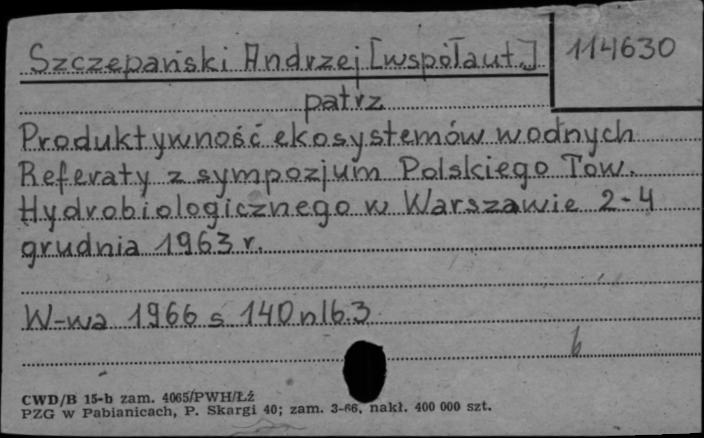 Szczepański Andrzej [współaut.] 114630
patrz
Produktywność ekosystemów wodnych
Referaty z sympozjum Polskiego Tow.
Hydrobiologicznego w Warszawie 2-4
grudnia 1963 r.
W-wa 1966 s 140 nlb. 3
b
CWD/B 15-b zam. 4065/PWH/Łź
PZG w Pabianicach, P. Skargi 40; zam. 3-66, nakł. 400 000 szt.